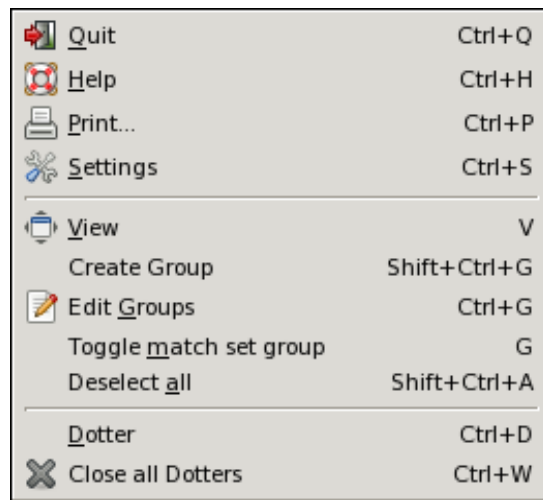 Quit Ctrl+Q
Help Ctrl+H
Print... Ctrl+P
Settings Ctrl+S
View V
Create Group Shift+Ctrl+G
Edit Groups Ctrl+G
Toggle match set group G
Deselect all Shift+Ctrl+A
Dotter Ctrl+D
Close all Dotters Ctrl+W